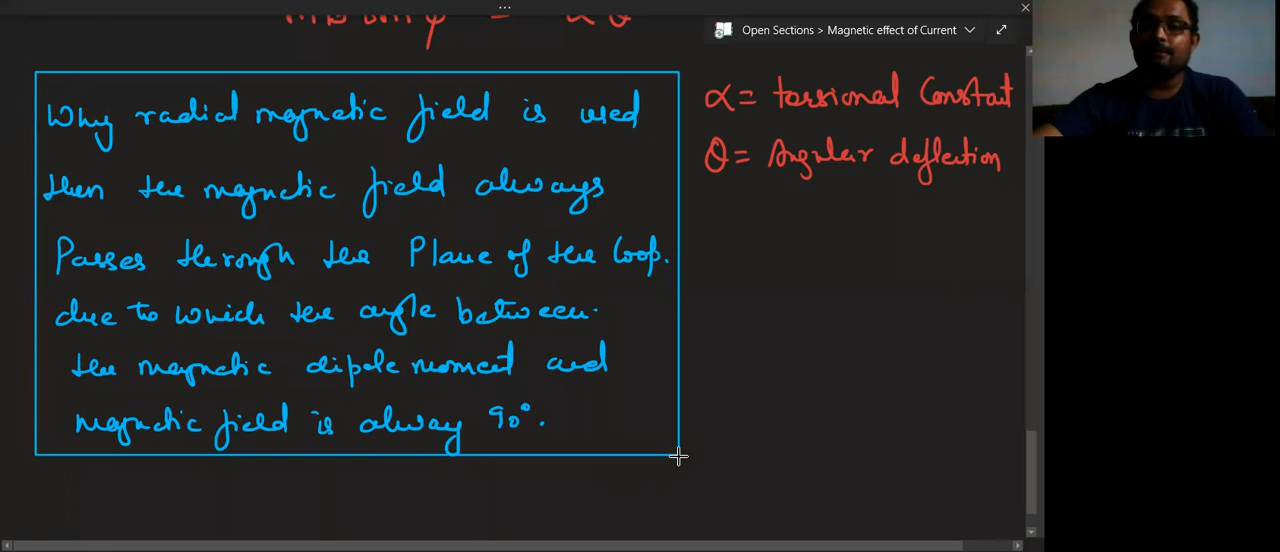 = α θ
Open Sections > Magnetic effect of Current
Why radial magnetic field is used
then the magnetic field always
Passes through the Plane of the loop.
due to which the angle between
the magnetic dipole moment and
magnetic field is alway 90°.
α = torsional Constant
θ = Angular deflection